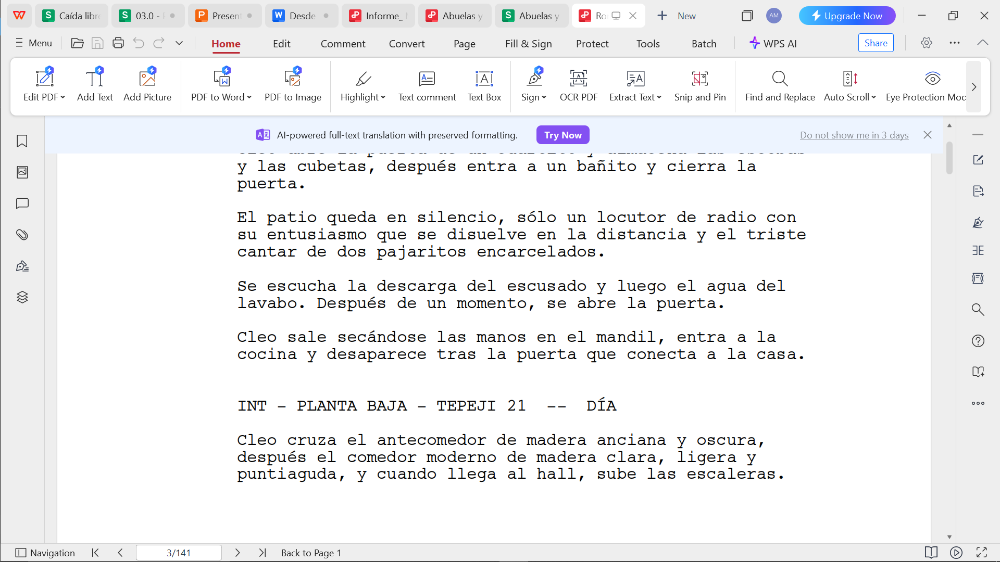 Caída libre
03.0 -
Present
Desde
Informe_
Abuelas y
Abuelas y
Ro
New
AM
Upgrade Now
Menu
Home
Edit
Comment
Convert
Page
Fill & Sign
Protect
Tools
Batch
WPS AI
Share
Edit PDF
Add Text
Add Picture
PDF to Word
PDF to Image
Highlight
Text comment
Text Box
Sign
OCR PDF
Extract Text
Snip and Pin
Find and Replace
Auto Scroll
Eye Protection Mod
AI-powered full-text translation with preserved formatting.
Try Now
Do not show me in 3 days
y las cubetas, después entra a un bañito y cierra la
puerta.
El patio queda en silencio, sólo un locutor de radio con
su entusiasmo que se disuelve en la distancia y el triste
cantar de dos pajaritos encarcelados.
Se escucha la descarga del escusado y luego el agua del
lavabo. Después de un momento, se abre la puerta.
Cleo sale secándose las manos en el mandil, entra a la
cocina y desaparece tras la puerta que conecta a la casa.
INT – PLANTA BAJA – TEPEJI 21 -- DÍA
Cleo cruza el antecomedor de madera anciana y oscura,
después el comedor moderno de madera clara, ligera y
puntiaguda, y cuando llega al hall, sube las escaleras.
Navigation
3/141
Back to Page 1